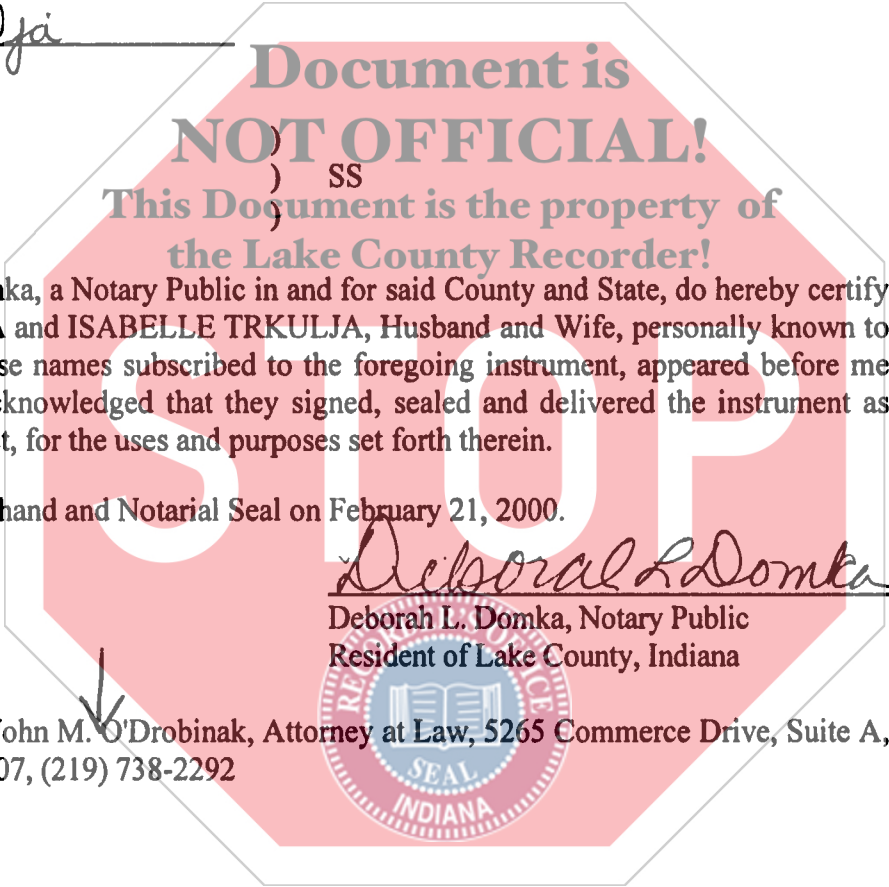 Document is
NOT OFFICIAL!
) SS
This Document is the property of
the Lake County Recorder!
ka, a Notary Public in and for said County and State, do hereby certify
A and ISABELLE TRKULJA, Husband and Wife, personally known to
se names subscribed to the foregoing instrument, appeared before me
cknowledged that they signed, sealed and delivered the instrument as
t, for the uses and purposes set forth therein.
hand and Notarial Seal on February 21, 2000.
STOP
Deborah L Domka
Deborah L. Domka, Notary Public
Resident of Lake County, Indiana
RECORDER'S OFFICE
SEAL
INDIANA
John M. O'Drobinak, Attorney at Law, 5265 Commerce Drive, Suite A,
07, (219) 738-2292